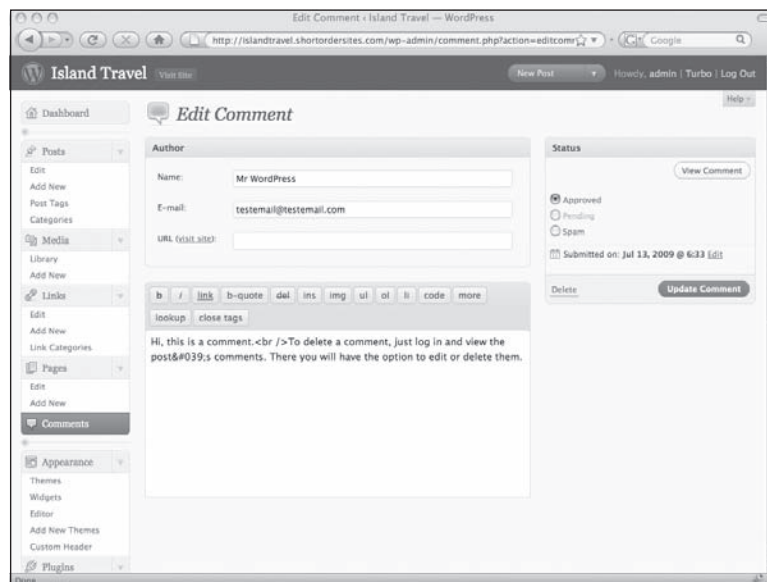 Edit Comment ‹ Island Travel — WordPress
http://islandtravel.shortordersites.com/wp-admin/comment.php?action=editcomr
Google
Island Travel
Visit Site
New Post
Howdy, admin | Turbo | Log Out
Help
Dashboard
Edit Comment
Posts
Edit
Add New
Post Tags
Categories
Media
Library
Add New
Links
Edit
Add New
Link Categories
Pages
Edit
Add New
Comments
Appearance
Themes
Widgets
Editor
Add New Themes
Custom Header
Plugins
Author
Name:
Mr WordPress
E-mail:
testemail@testemail.com
URL (visit site):
b i link b-quote del ins img ul ol li code more
lookup close tags
Hi, this is a comment.<br />To delete a comment, just log in and view the
post&#039;s comments. There you will have the option to edit or delete them.
Status
View Comment
Approved
Pending
Spam
Submitted on: Jul 13, 2009 @ 6:33 Edit
Delete
Update Comment
Done